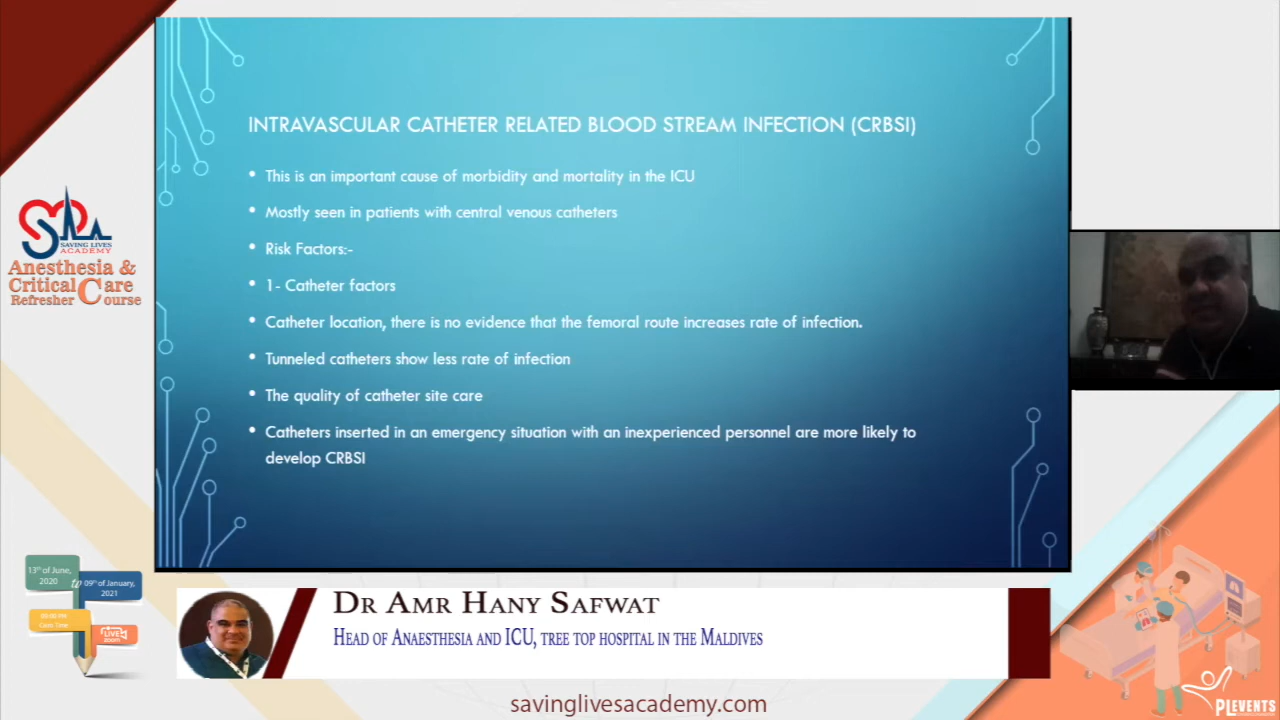 INTRAVASCULAR CATHETER RELATED BLOOD STREAM INFECTION (CRBSI)
• This is an important cause of morbidity and mortality in the ICU
• Mostly seen in patients with central venous catheters
• Risk Factors:-
• 1- Catheter factors
• Catheter location, there is no evidence that the femoral route increases rate of infection.
• Tunneled catheters show less rate of infection
• The quality of catheter site care
• Catheters inserted in an emergency situation with an inexperienced personnel are more likely to
develop CRBSI
SAVING LIVES
ACADEMY
Anesthesia &
Critical Care
Refresher Course
13th of June,
2020
to
09th of January,
2021
Cairo Time
LIVE
zoom
DR AMR HANY SAFWAT
HEAD OF ANAESTHESIA AND ICU, TREE TOP HOSPITAL IN THE MALDIVES
savinglivesacademy.com
PLEVENTS